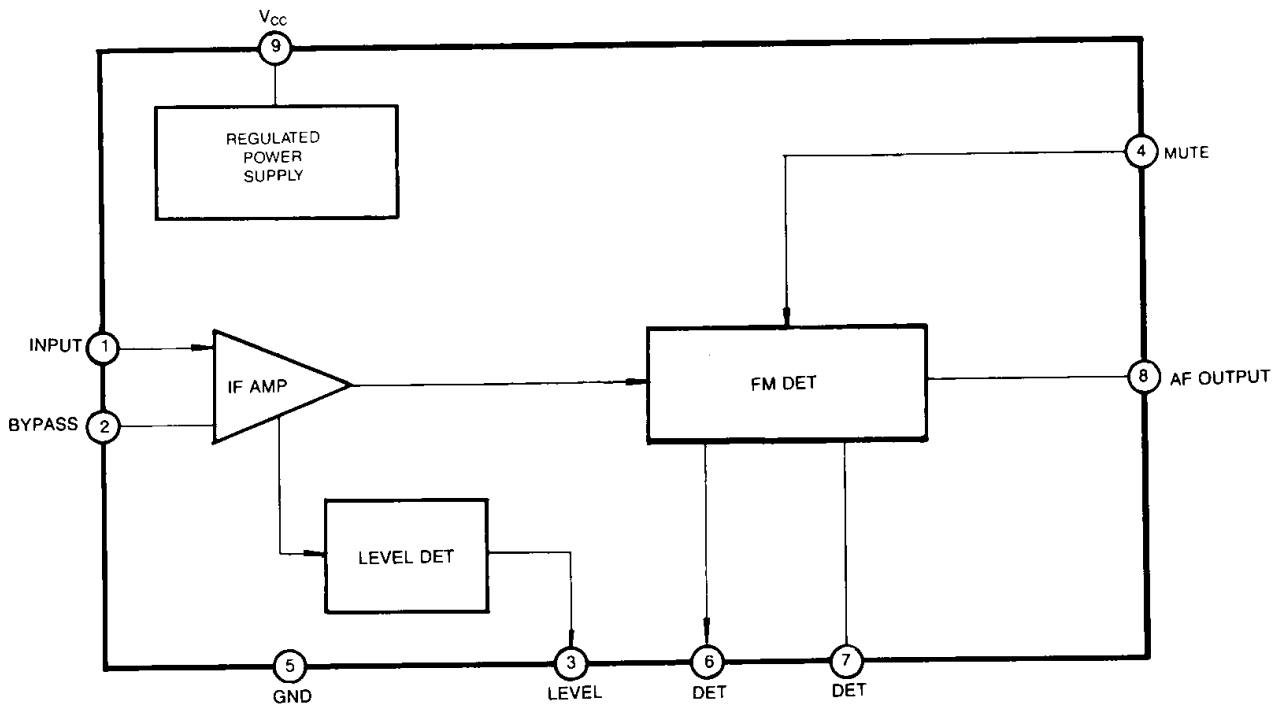 VCC
9
REGULATED
POWER
SUPPLY
4 MUTE
INPUT 1
IF AMP
FM DET
8 AF OUTPUT
BYPASS 2
LEVEL DET
5
GND
3
LEVEL
6
DET
7
DET